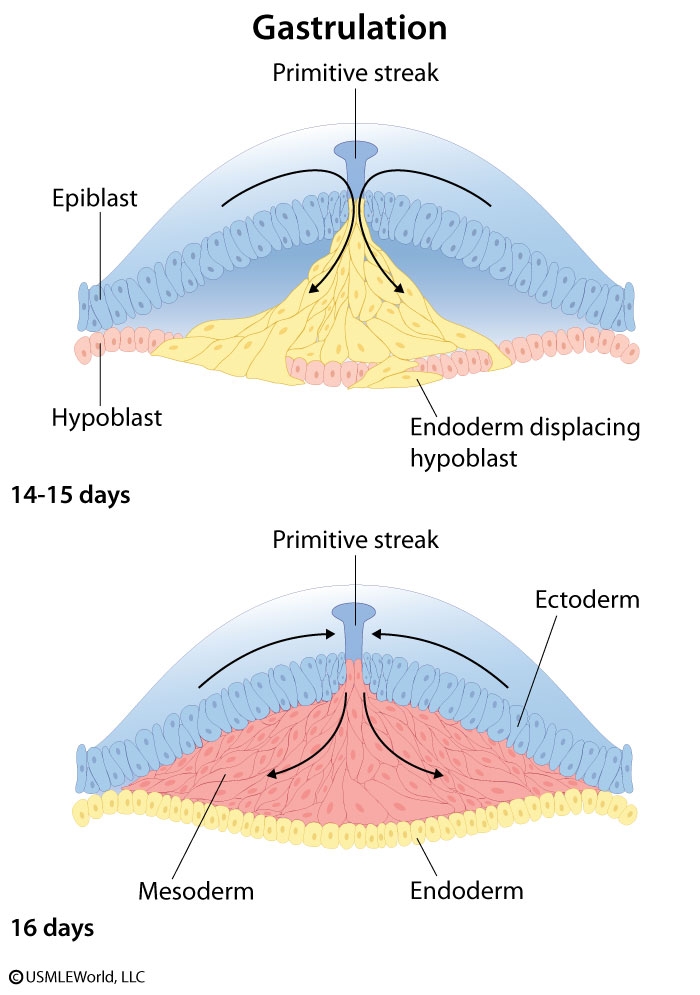 Gastrulation
Primitive streak
Epiblast
Hypoblast
Endoderm displacing
hypoblast
14-15 days
Primitive streak
Ectoderm
Mesoderm
Endoderm
16 days
©USMLEWorld, LLC